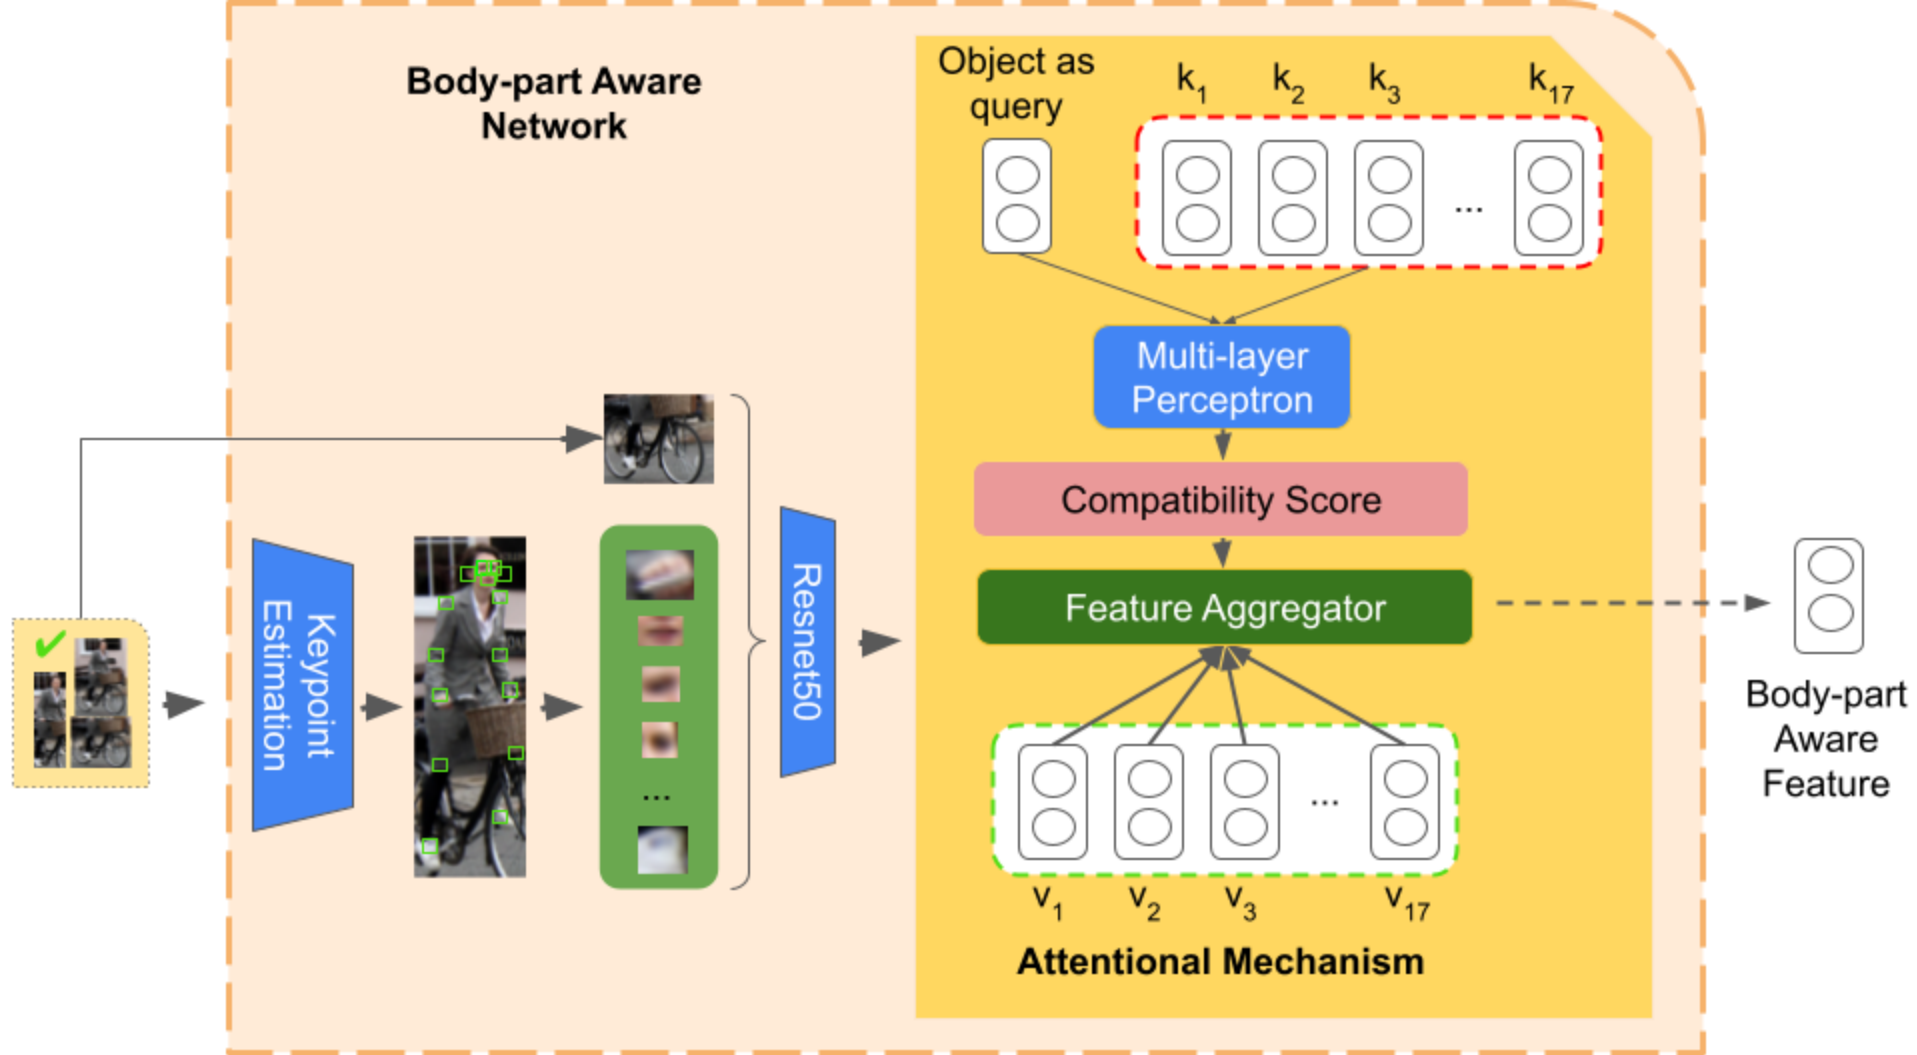 Body-part Aware
Network
Object as
query
k1
k2
k3
k17
...
Multi-layer
Perceptron
Compatibility Score
Feature Aggregator
Keypoint
Estimation
...
Resnet50
...
v1
v2
v3
v17
Attentional Mechanism
Body-part
Aware
Feature